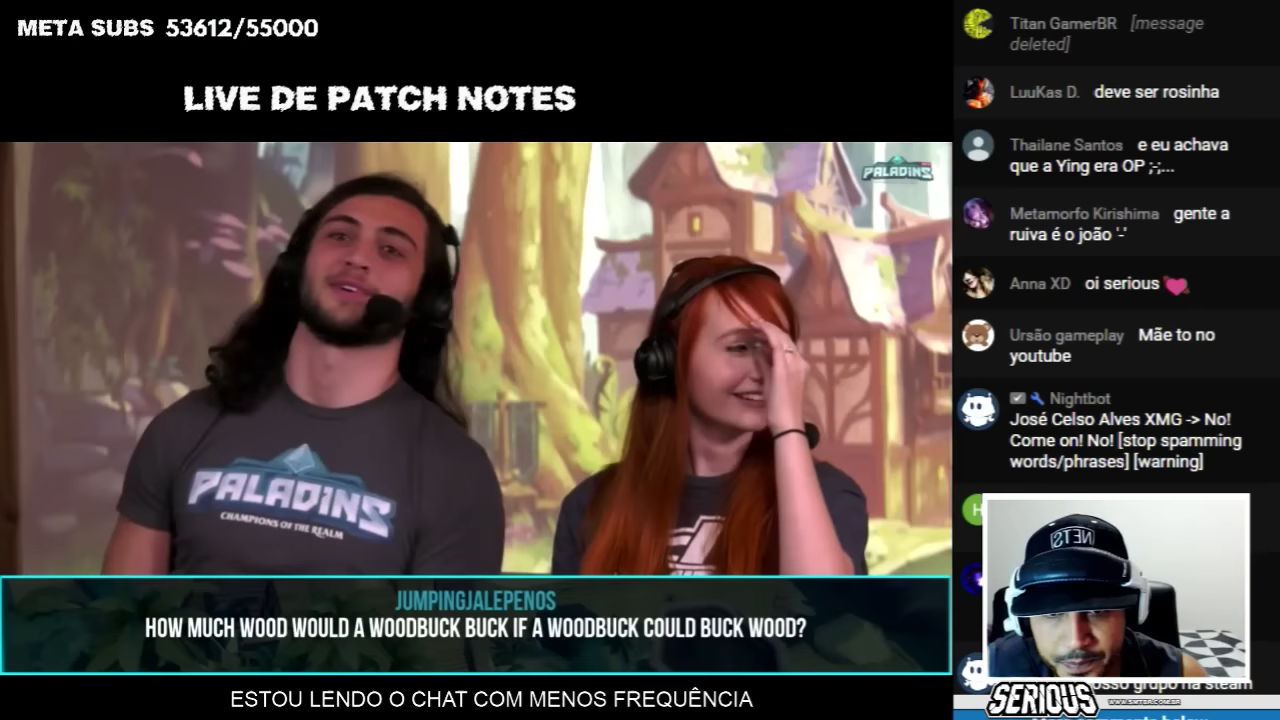 META SUBS 53612/55000
LIVE DE PATCH NOTES
PALADINS
PALADINS
CHAMPIONS OF THE REALM
JUMPINGJALEPENOS
HOW MUCH WOOD WOULD A WOODBUCK BUCK IF A WOODBUCK COULD BUCK WOOD?
ESTOU LENDO O CHAT COM MENOS FREQUÊNCIA
Titan GamerBR [message
deleted]
LuuKas D. deve ser rosinha
Thailane Santos e eu achava
que a Ying era OP ;-;...
Metamorfo Kirishima gente a
ruiva é o joão '-'
Anna XD oi serious
Ursão gameplay Mãe to no
youtube
Nightbot
José Celso Alves XMG -> No!
Come on! No! [stop spamming
words/phrases] [warning]
H
NETS
grupo na steam
SERIOUS